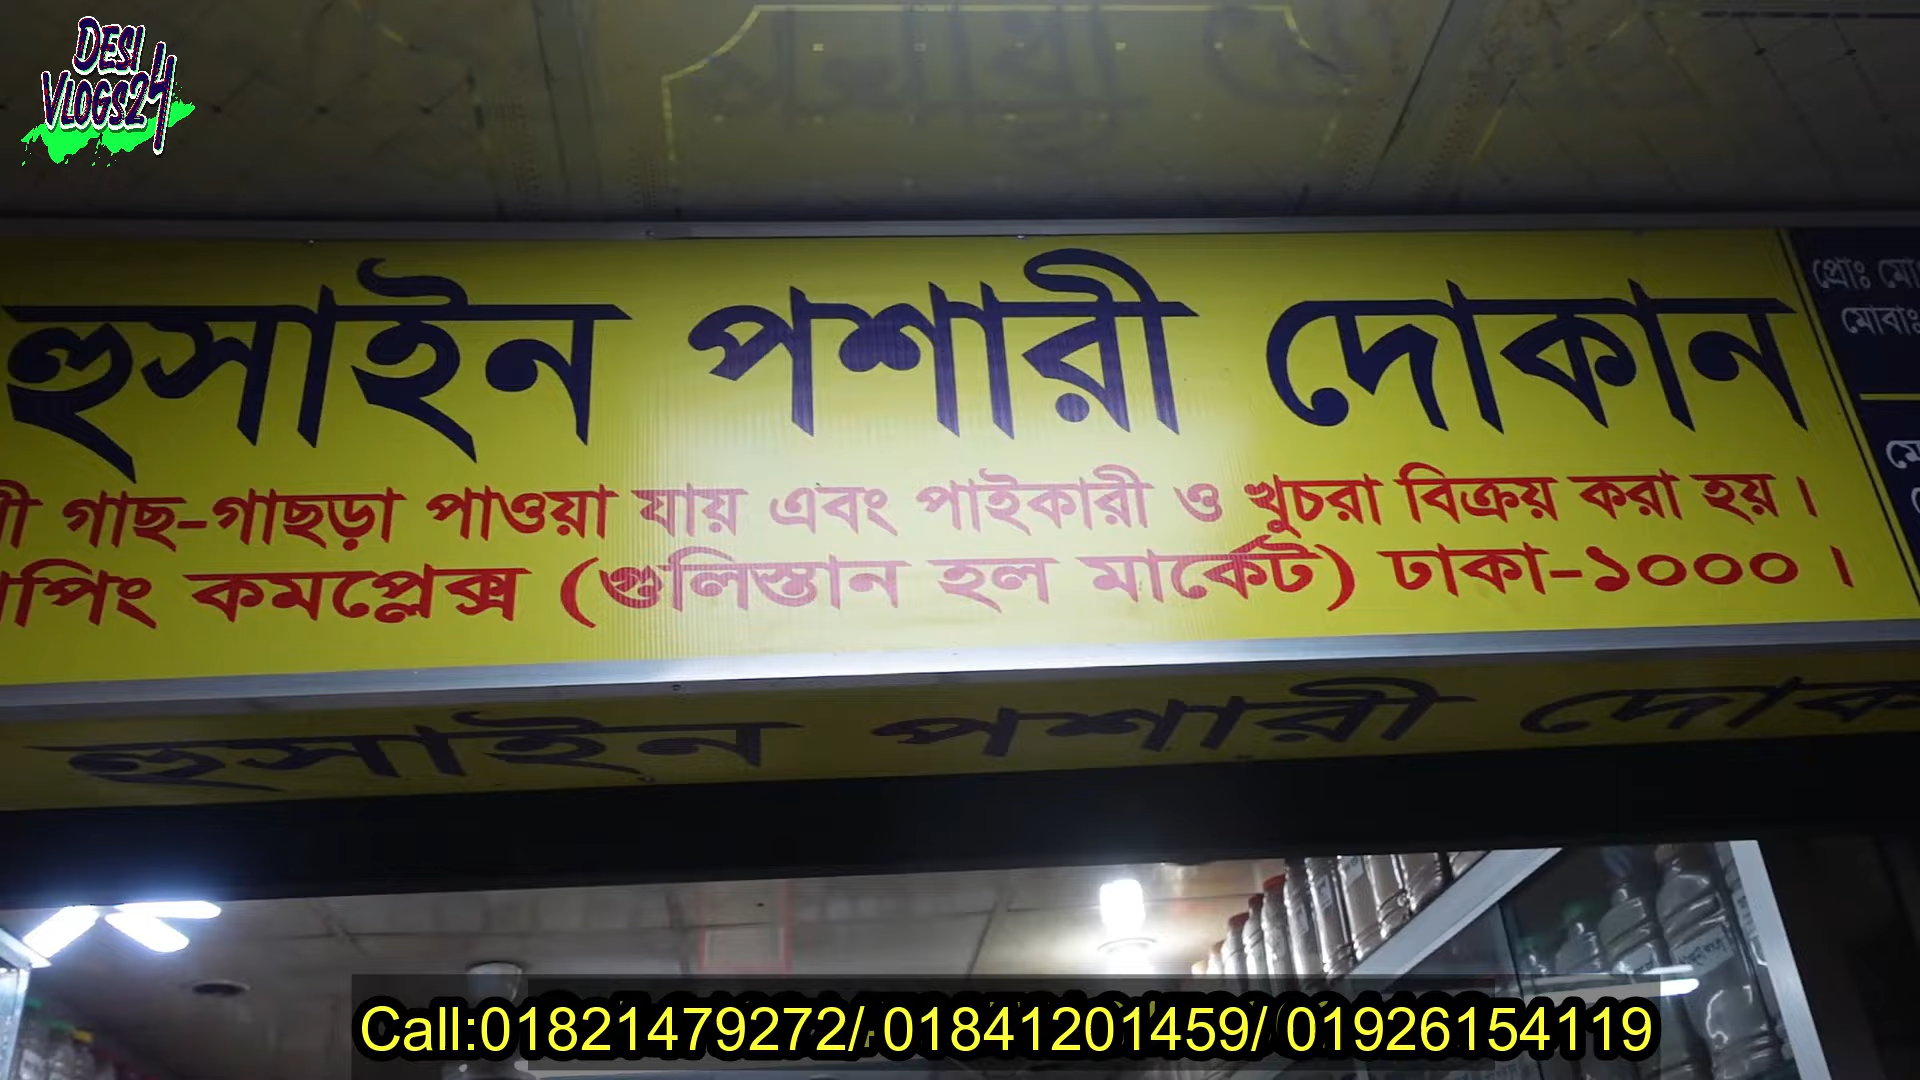 DESI
VLOGS24
হুসাইন পশারী দোকান
গাছ-গাছড়া পাওয়া যায় এবং পাইকারী ও খুচরা বিক্রয় করা হয়।
কমপ্লেক্স (গুলিস্তান হল মার্কেট) ঢাকা-১০০০।
প্রোঃ
মোবাঃ
হুসাইন পশারী
Call:01821479272/ 01841201459/ 01926154119